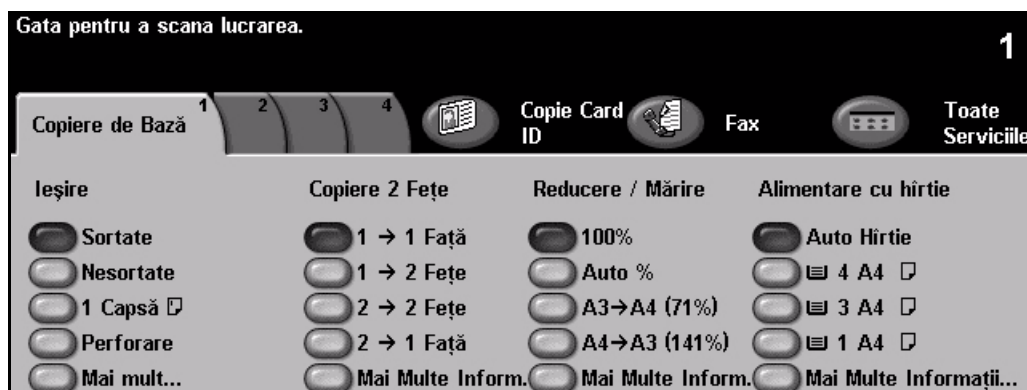 Gata pentru a scana lucrarea.
1
Copiere de Bază 1 2 3 4 Copie Card ID Fax Toate Serviciile
Ieşire Copiere 2 Feţe Reducere / Mărire Alimentare cu hîrtie
Sortate 1 → 1 Faţă 100% Auto Hîrtie
Nesortate 1 → 2 Feţe Auto % 4 A4
1 Capsă 2 → 2 Feţe A3→A4 (71%) 3 A4
Perforare 2 → 1 Faţă A4→A3 (141%) 1 A4
Mai mult... Mai Multe Inform. Mai Multe Inform. Mai Multe Informaţii...